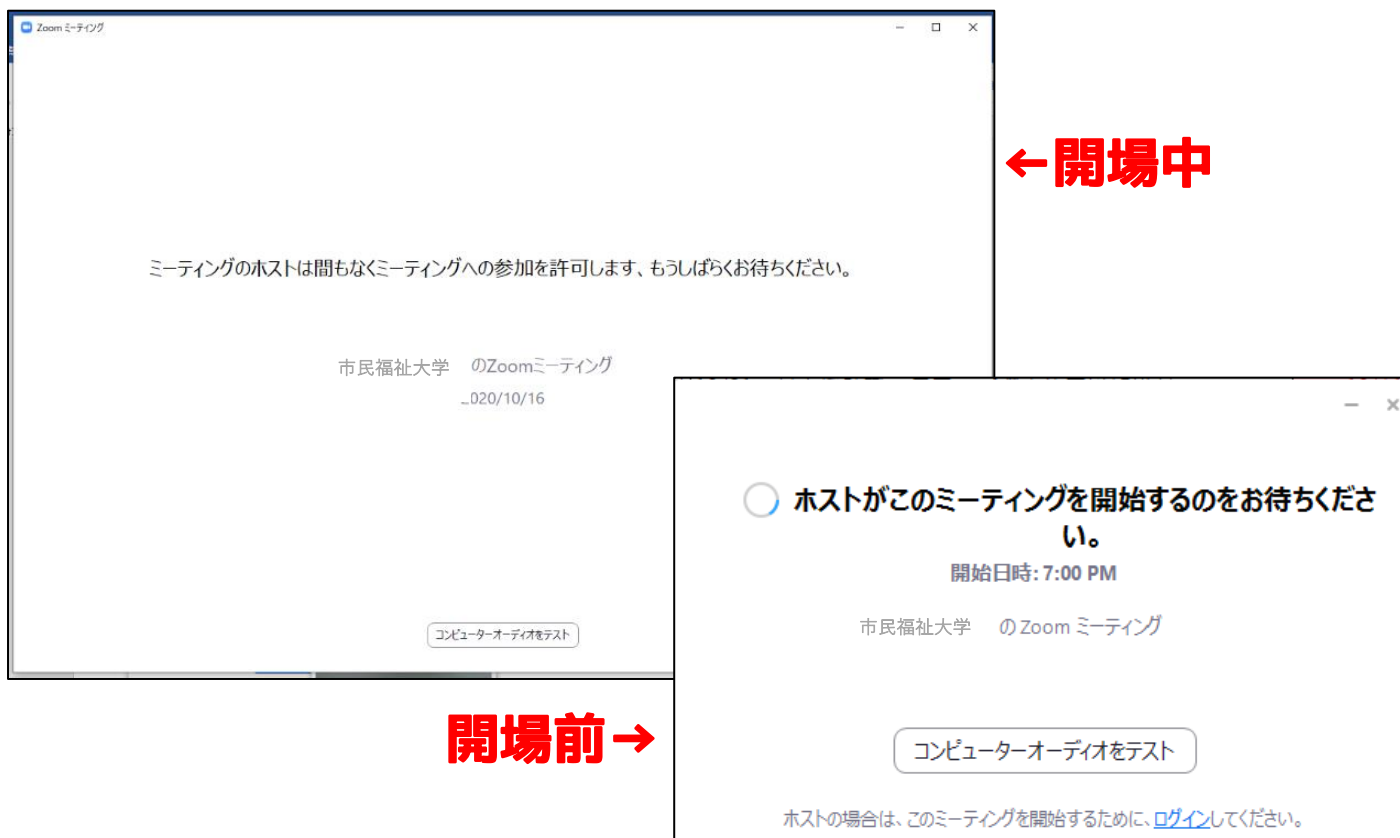 Zoom ミーティング
←開場中
ミーティングのホストは間もなくミーティングへの参加を許可します、もうしばらくお待ちください。
市民福祉大学 のZoomミーティング
020/10/16
コンピューターオーディオをテスト
開場前→
ホストがこのミーティングを開始するのをお待ちくださ
い。
開始日時: 7:00 PM
市民福祉大学 の Zoom ミーティング
コンピューターオーディオをテスト
ホストの場合は、このミーティングを開始するために、ログインしてください。